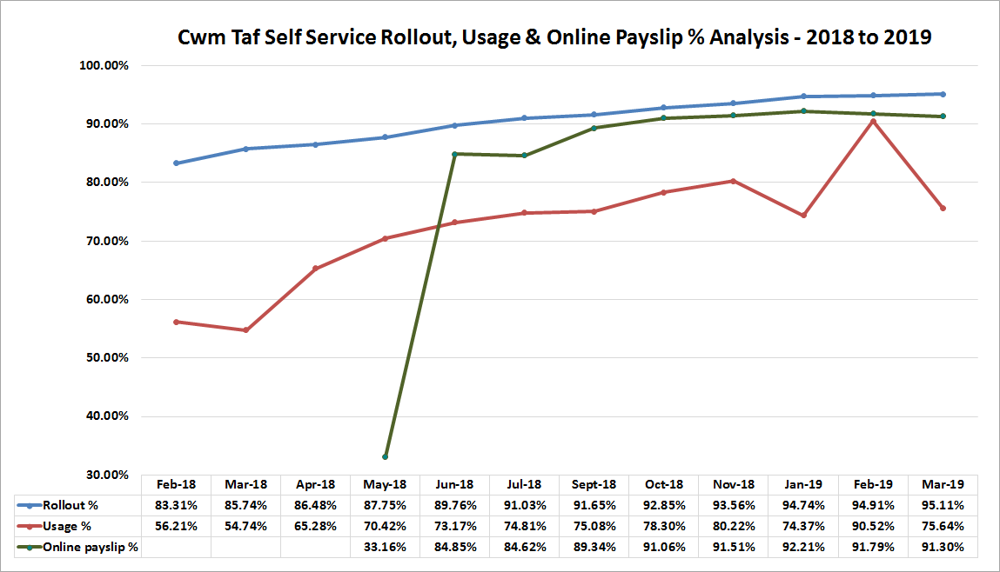 Cwm Taf Self Service Rollout, Usage & Online Payslip % Analysis - 2018 to 2019
100.00%
90.00%
80.00%
70.00%
60.00%
50.00%
40.00%
30.00%
Feb-18 Mar-18 Apr-18 May-18 Jun-18 Jul-18 Sept-18 Oct-18 Nov-18 Jan-19 Feb-19 Mar-19
Rollout % 83.31% 85.74% 86.48% 87.75% 89.76% 91.03% 91.65% 92.85% 93.56% 94.74% 94.91% 95.11%
Usage % 56.21% 54.74% 65.28% 70.42% 73.17% 74.81% 75.08% 78.30% 80.22% 74.37% 90.52% 75.64%
Online payslip % 33.16% 84.85% 84.62% 89.34% 91.06% 91.51% 92.21% 91.79% 91.30%